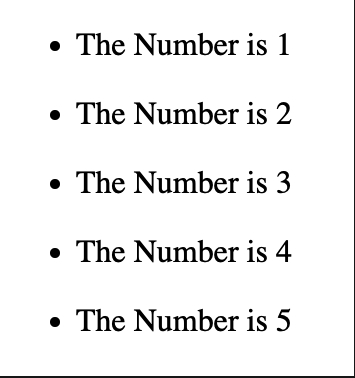 • The Number is 1
• The Number is 2
• The Number is 3
• The Number is 4
• The Number is 5